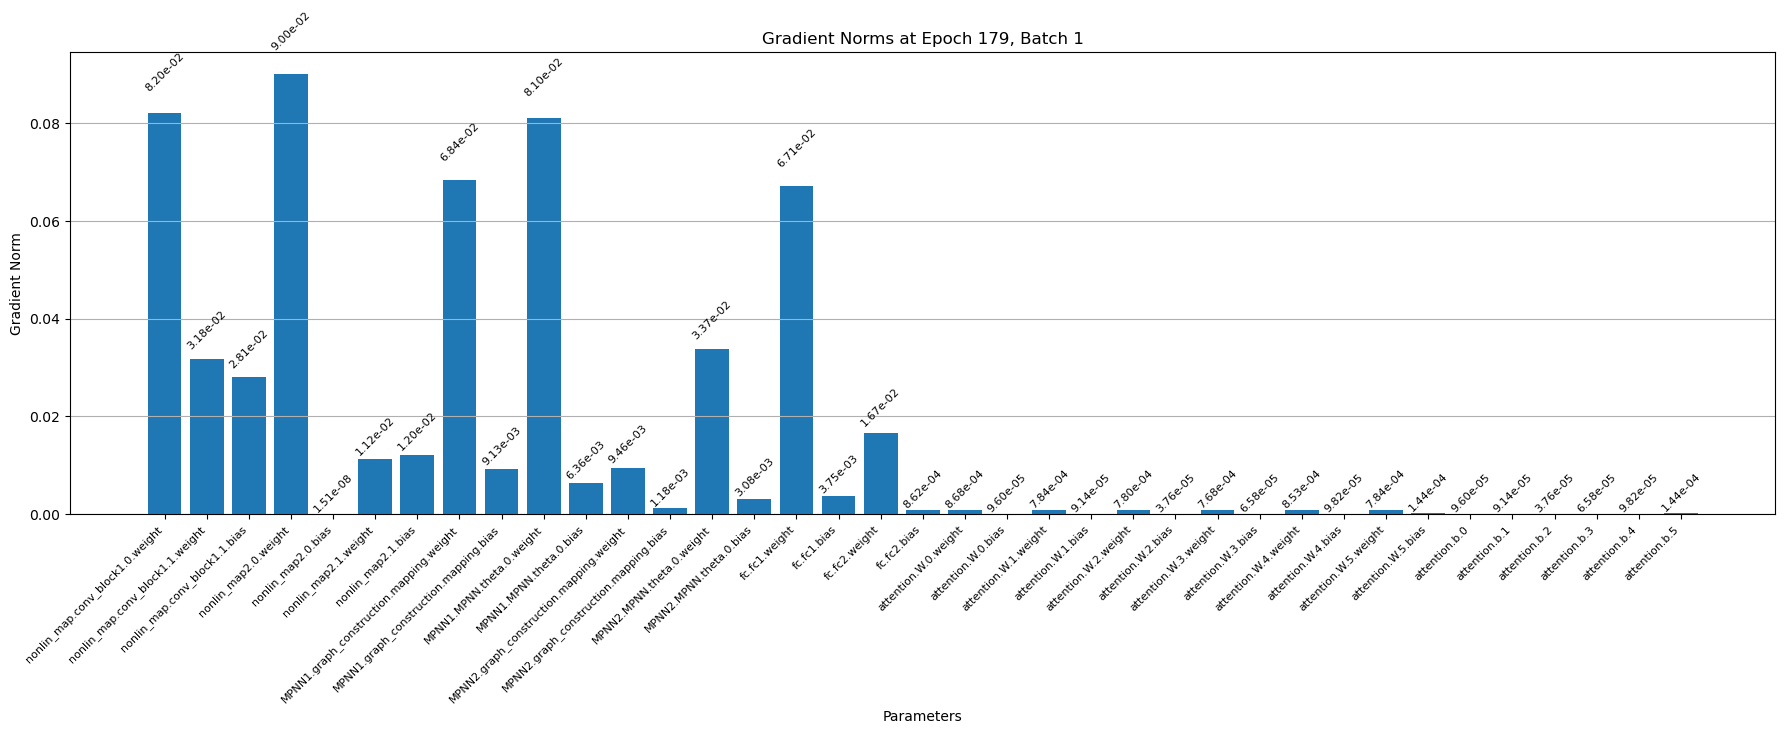 Gradient Norms at Epoch 179, Batch 1
Gradient Norm
0.08
0.06
0.04
0.02
0.00
8.20e-02
3.18e-02
2.81e-02
9.00e-02
1.51e-08
1.12e-02
1.20e-02
6.84e-02
9.13e-03
8.10e-02
6.36e-03
9.46e-03
1.18e-03
3.37e-02
3.08e-03
6.71e-02
3.75e-03
1.67e-02
8.62e-04
8.68e-04
9.60e-05
7.84e-04
9.14e-05
7.80e-04
3.76e-05
7.68e-04
6.58e-05
8.53e-04
9.82e-05
7.84e-04
1.44e-04
9.60e-05
9.14e-05
3.76e-05
6.58e-05
9.82e-05
1.44e-04
nonlin_map.conv_block1.0.weight
nonlin_map.conv_block1.1.weight
nonlin_map.conv_block1.1.bias
nonlin_map2.0.weight
nonlin_map2.0.bias
nonlin_map2.1.weight
nonlin_map2.1.bias
MPNN1.graph_construction.mapping.weight
MPNN1.graph_construction.mapping.bias
MPNN1.MPNN.theta.0.weight
MPNN1.MPNN.theta.0.bias
MPNN2.graph_construction.mapping.weight
MPNN2.graph_construction.mapping.bias
MPNN2.MPNN.theta.0.weight
MPNN2.MPNN.theta.0.bias
fc.fc1.weight
fc.fc1.bias
fc.fc2.weight
fc.fc2.bias
attention.W.0.weight
attention.W.0.bias
attention.W.1.weight
attention.W.1.bias
attention.W.2.weight
attention.W.2.bias
attention.W.3.weight
attention.W.3.bias
attention.W.4.weight
attention.W.4.bias
attention.W.5.weight
attention.W.5.bias
attention.b.0
attention.b.1
attention.b.2
attention.b.3
attention.b.4
attention.b.5
Parameters